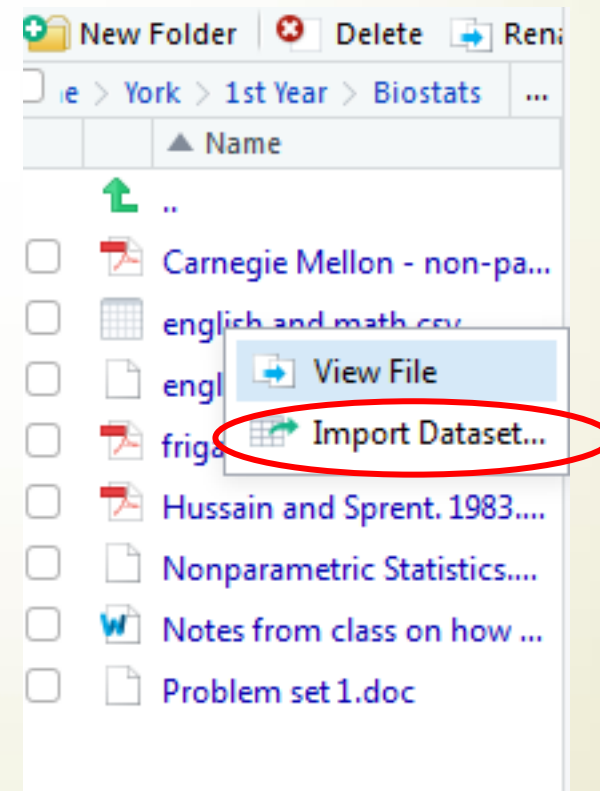 New Folder Delete Rena
e > York > 1st Year > Biostats ...
Name
..
Carnegie Mellon - non-pa...
english and math.csv
View File
engl
Import Dataset...
friga
Hussain and Sprent. 1983....
Nonparametric Statistics....
Notes from class on how ...
Problem set 1.doc